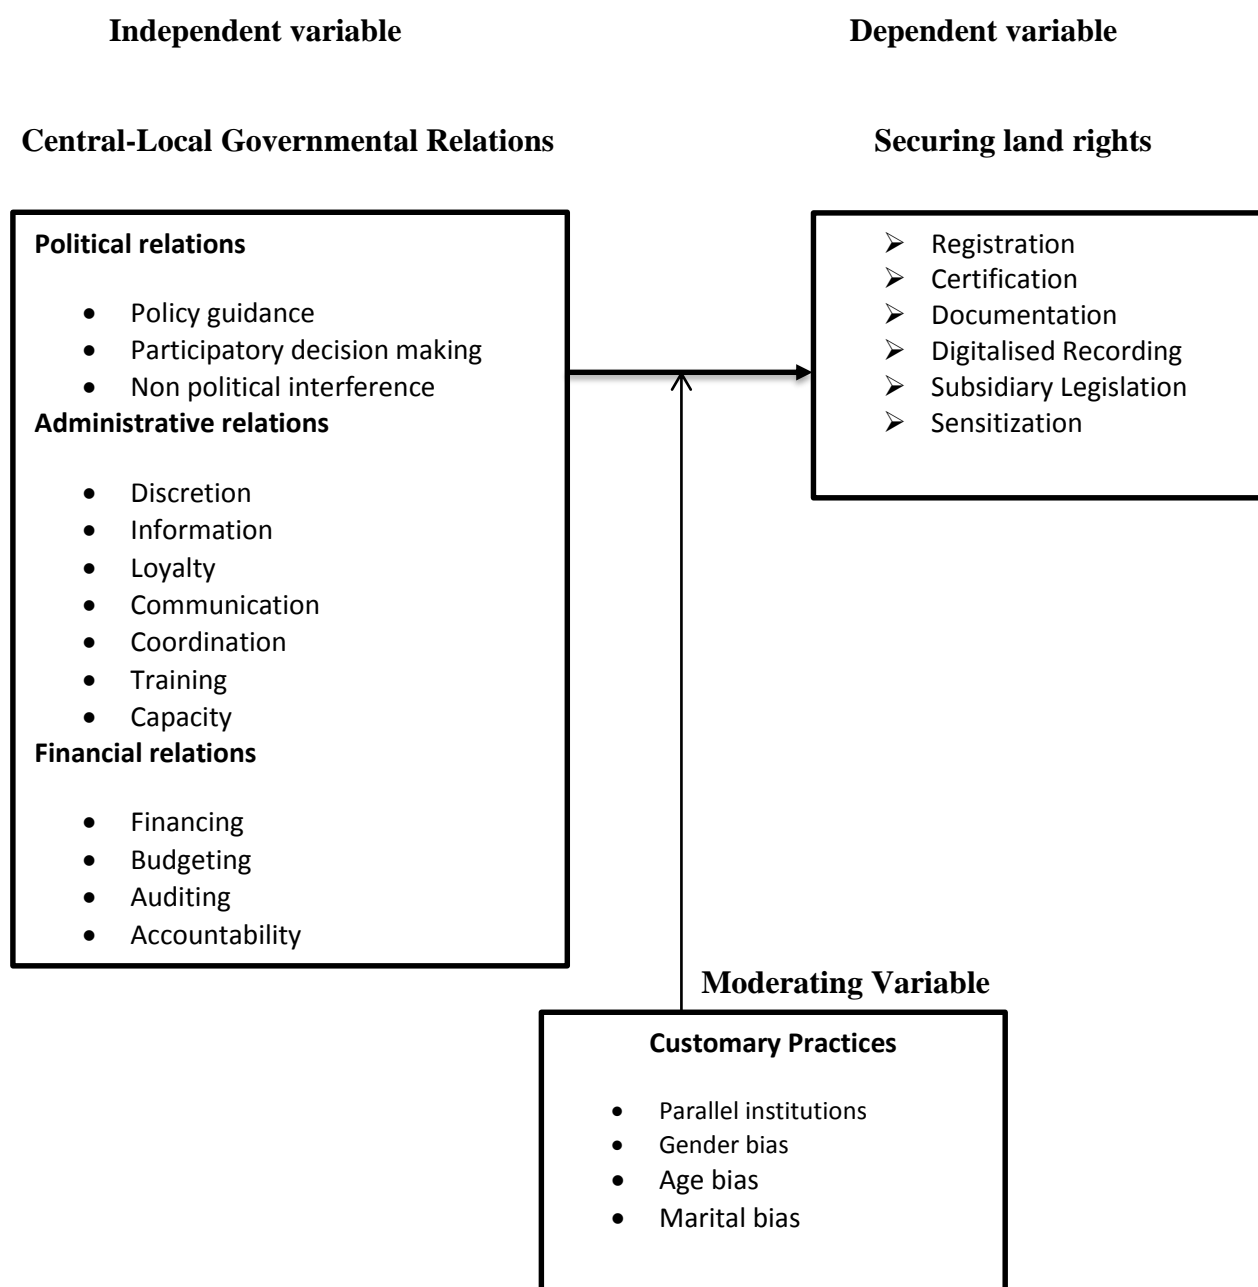 Independent variable
Dependent variable
Central-Local Governmental Relations
Securing land rights
Political relations
• Policy guidance
• Participatory decision making
• Non political interference
Administrative relations
• Discretion
• Information
• Loyalty
• Communication
• Coordination
• Training
• Capacity
Financial relations
• Financing
• Budgeting
• Auditing
• Accountability
➢ Registration
➢ Certification
➢ Documentation
➢ Digitalised Recording
➢ Subsidiary Legislation
➢ Sensitization
Moderating Variable
Customary Practices
• Parallel institutions
• Gender bias
• Age bias
• Marital bias